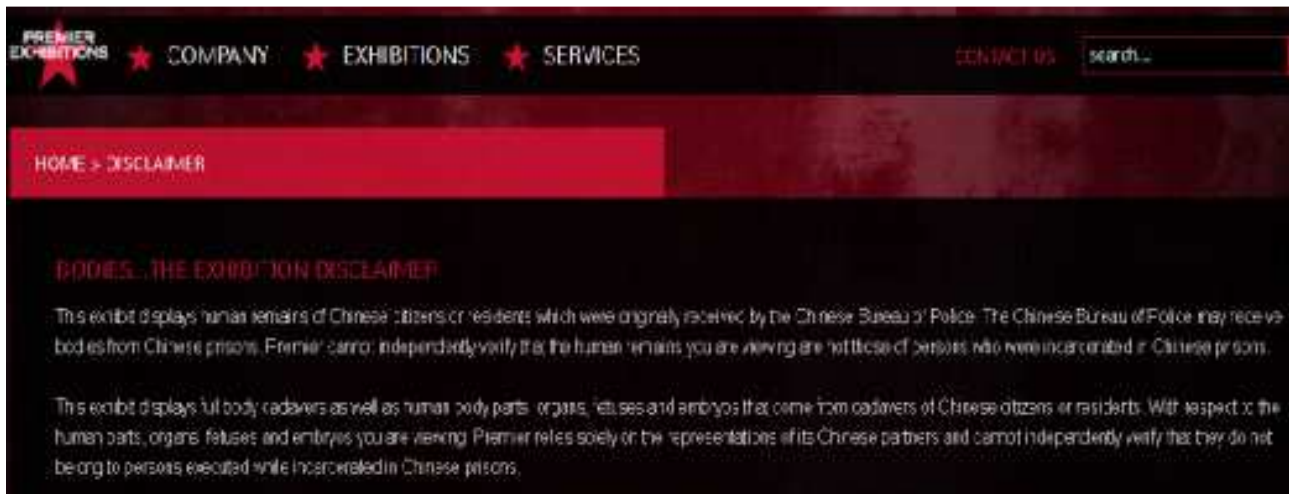 PREMIER
EXHIBITIONS
COMPANY
EXHIBITIONS
SERVICES
CONTACT US
search...
HOME > DISCLAIMER
BODIES...THE EXHIBITION DISCLAIMER
This exhibit displays human remains of Chinese citizens or residents which were originally received by the Chinese Bureau of Police. The Chinese Bureau of Police may receive
bodies from Chinese prisons. Premier cannot independently verify that the human remains you are viewing are not those of persons who were incarcerated in Chinese prisons.
This exhibit displays full body cadavers as well as human body parts, organs, fetuses and embryos that come from cadavers of Chinese citizens or residents. With respect to the
human parts, organs, fetuses and embryos you are viewing, Premier relies solely on the representations of its Chinese partners and cannot independently verify that they do not
belong to persons executed while incarcerated in Chinese prisons.